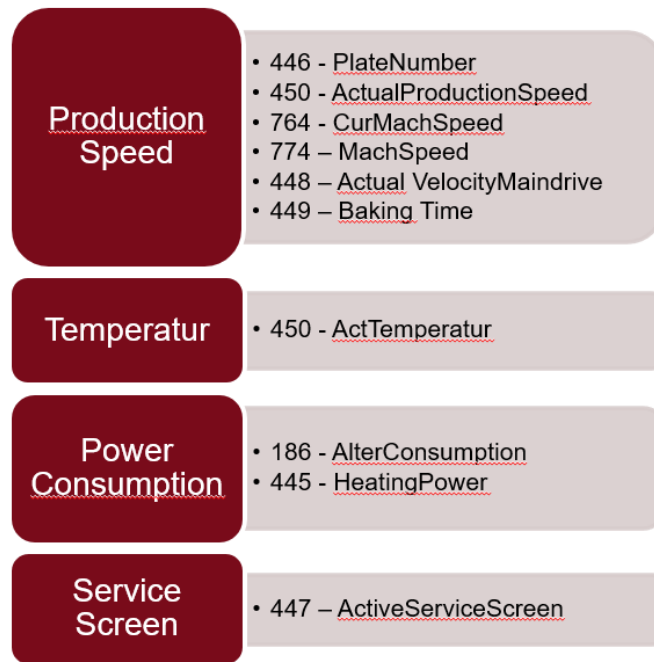 Production
Speed
• 446 - PlateNumber
• 450 - ActualProductionSpeed
• 764 - CurMachSpeed
• 774 – MachSpeed
• 448 – Actual VelocityMaindrive
• 449 – Baking Time
Temperatur
• 450 - ActTemperatur
Power
Consumption
• 186 - AlterConsumption
• 445 - HeatingPower
Service
Screen
• 447 – ActiveServiceScreen